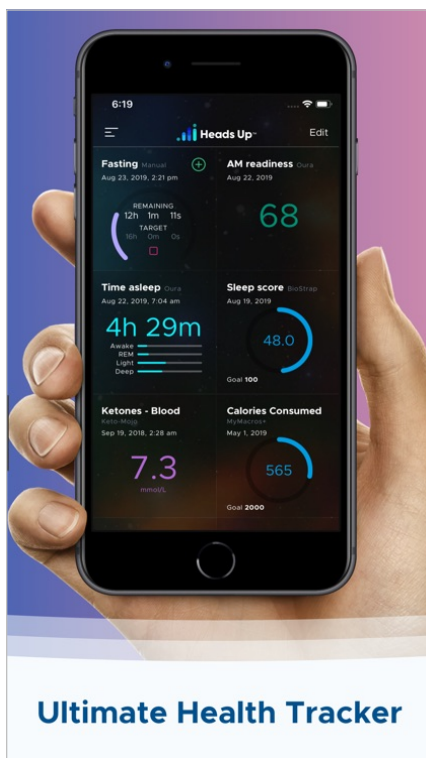 6:19
Heads Up™
Edit
Fasting Manual
Aug 23, 2019, 2:21 pm
REMAINING
12h 1m 11s
TARGET
16h 0m 0s
AM readiness Oura
Aug 22, 2019
68
Time asleep Oura
Aug 22, 2019, 7:04 am
4h 29m
Awake
REM
Light
Deep
Sleep score BioStrap
Aug 19, 2019
48.0
Goal 100
Ketones - Blood
Keto-Mojo
Sep 19, 2018, 2:28 am
7.3
mmol/L
Calories Consumed
MyMacros+
May 1, 2019
565
Goal 2000
Ultimate Health Tracker